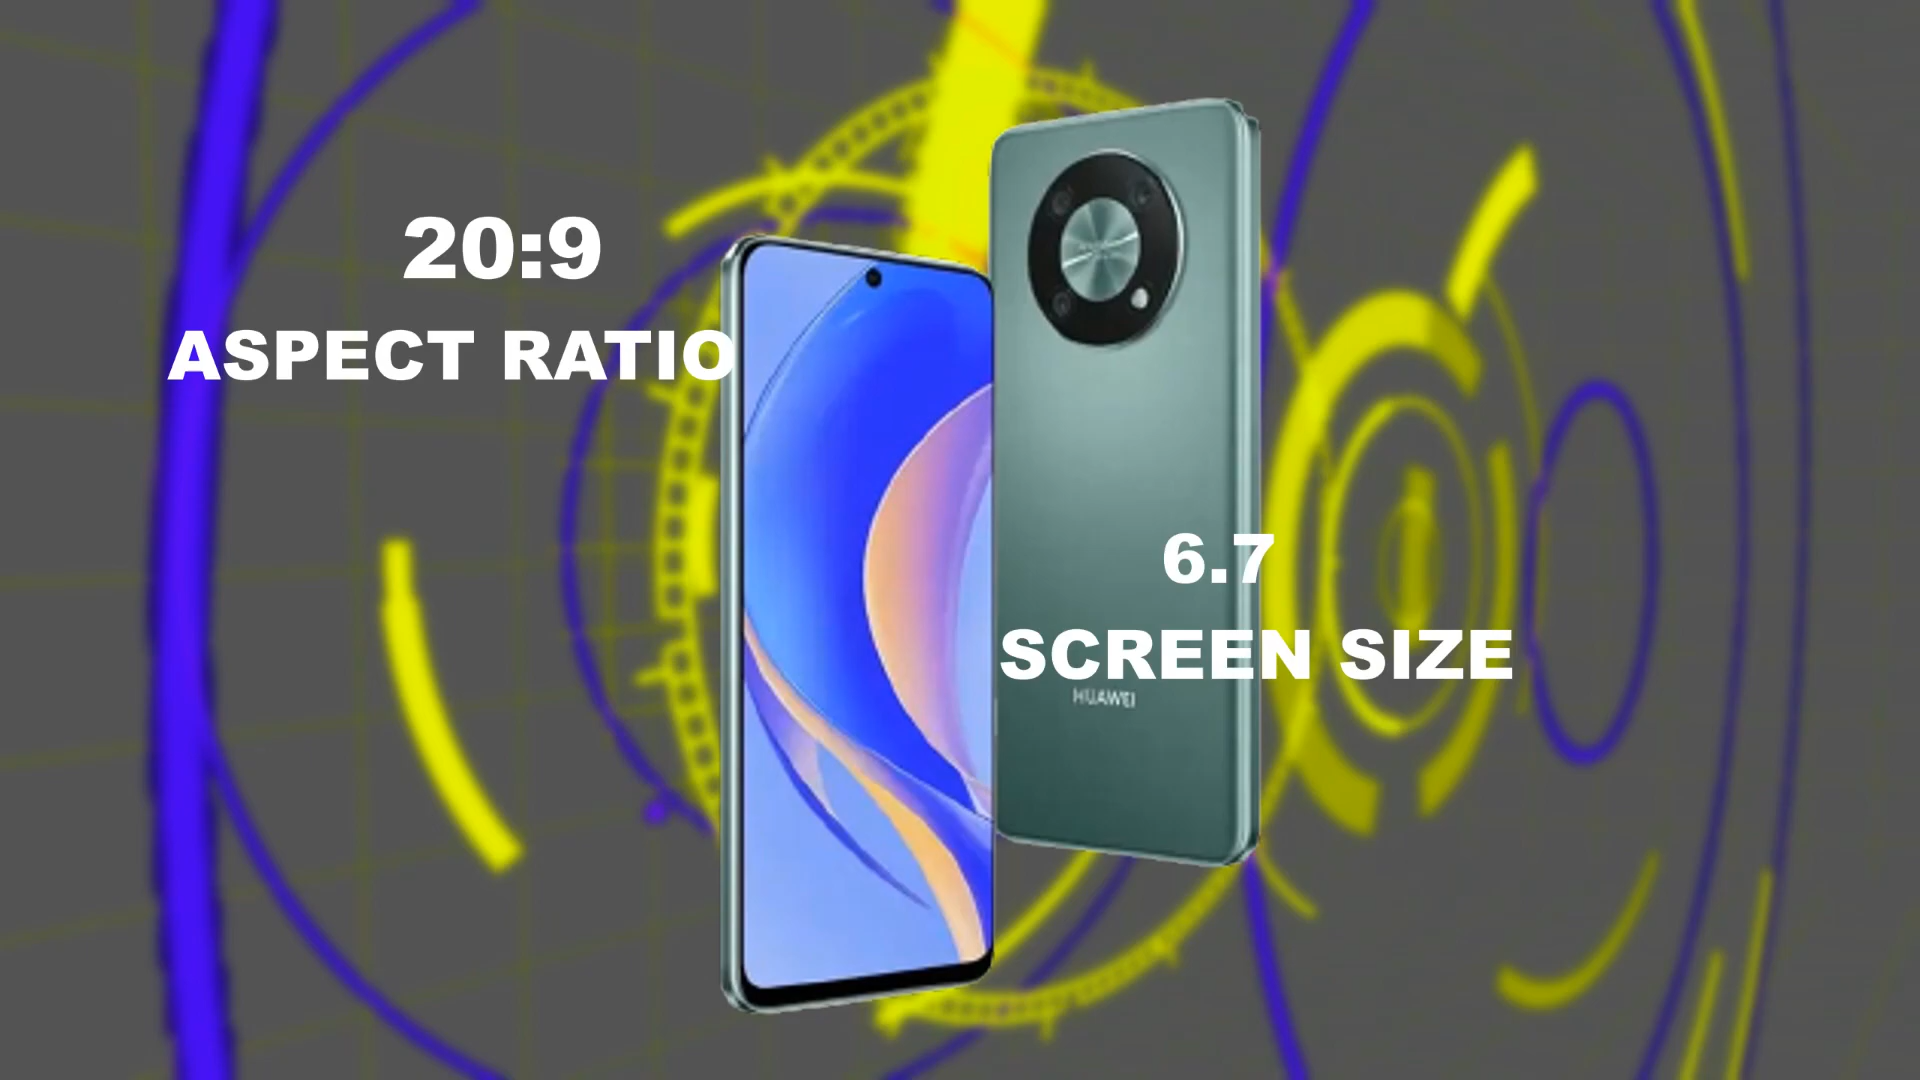 20:9
ASPECT RATIO
6.7
SCREEN SIZE
HUAWEI